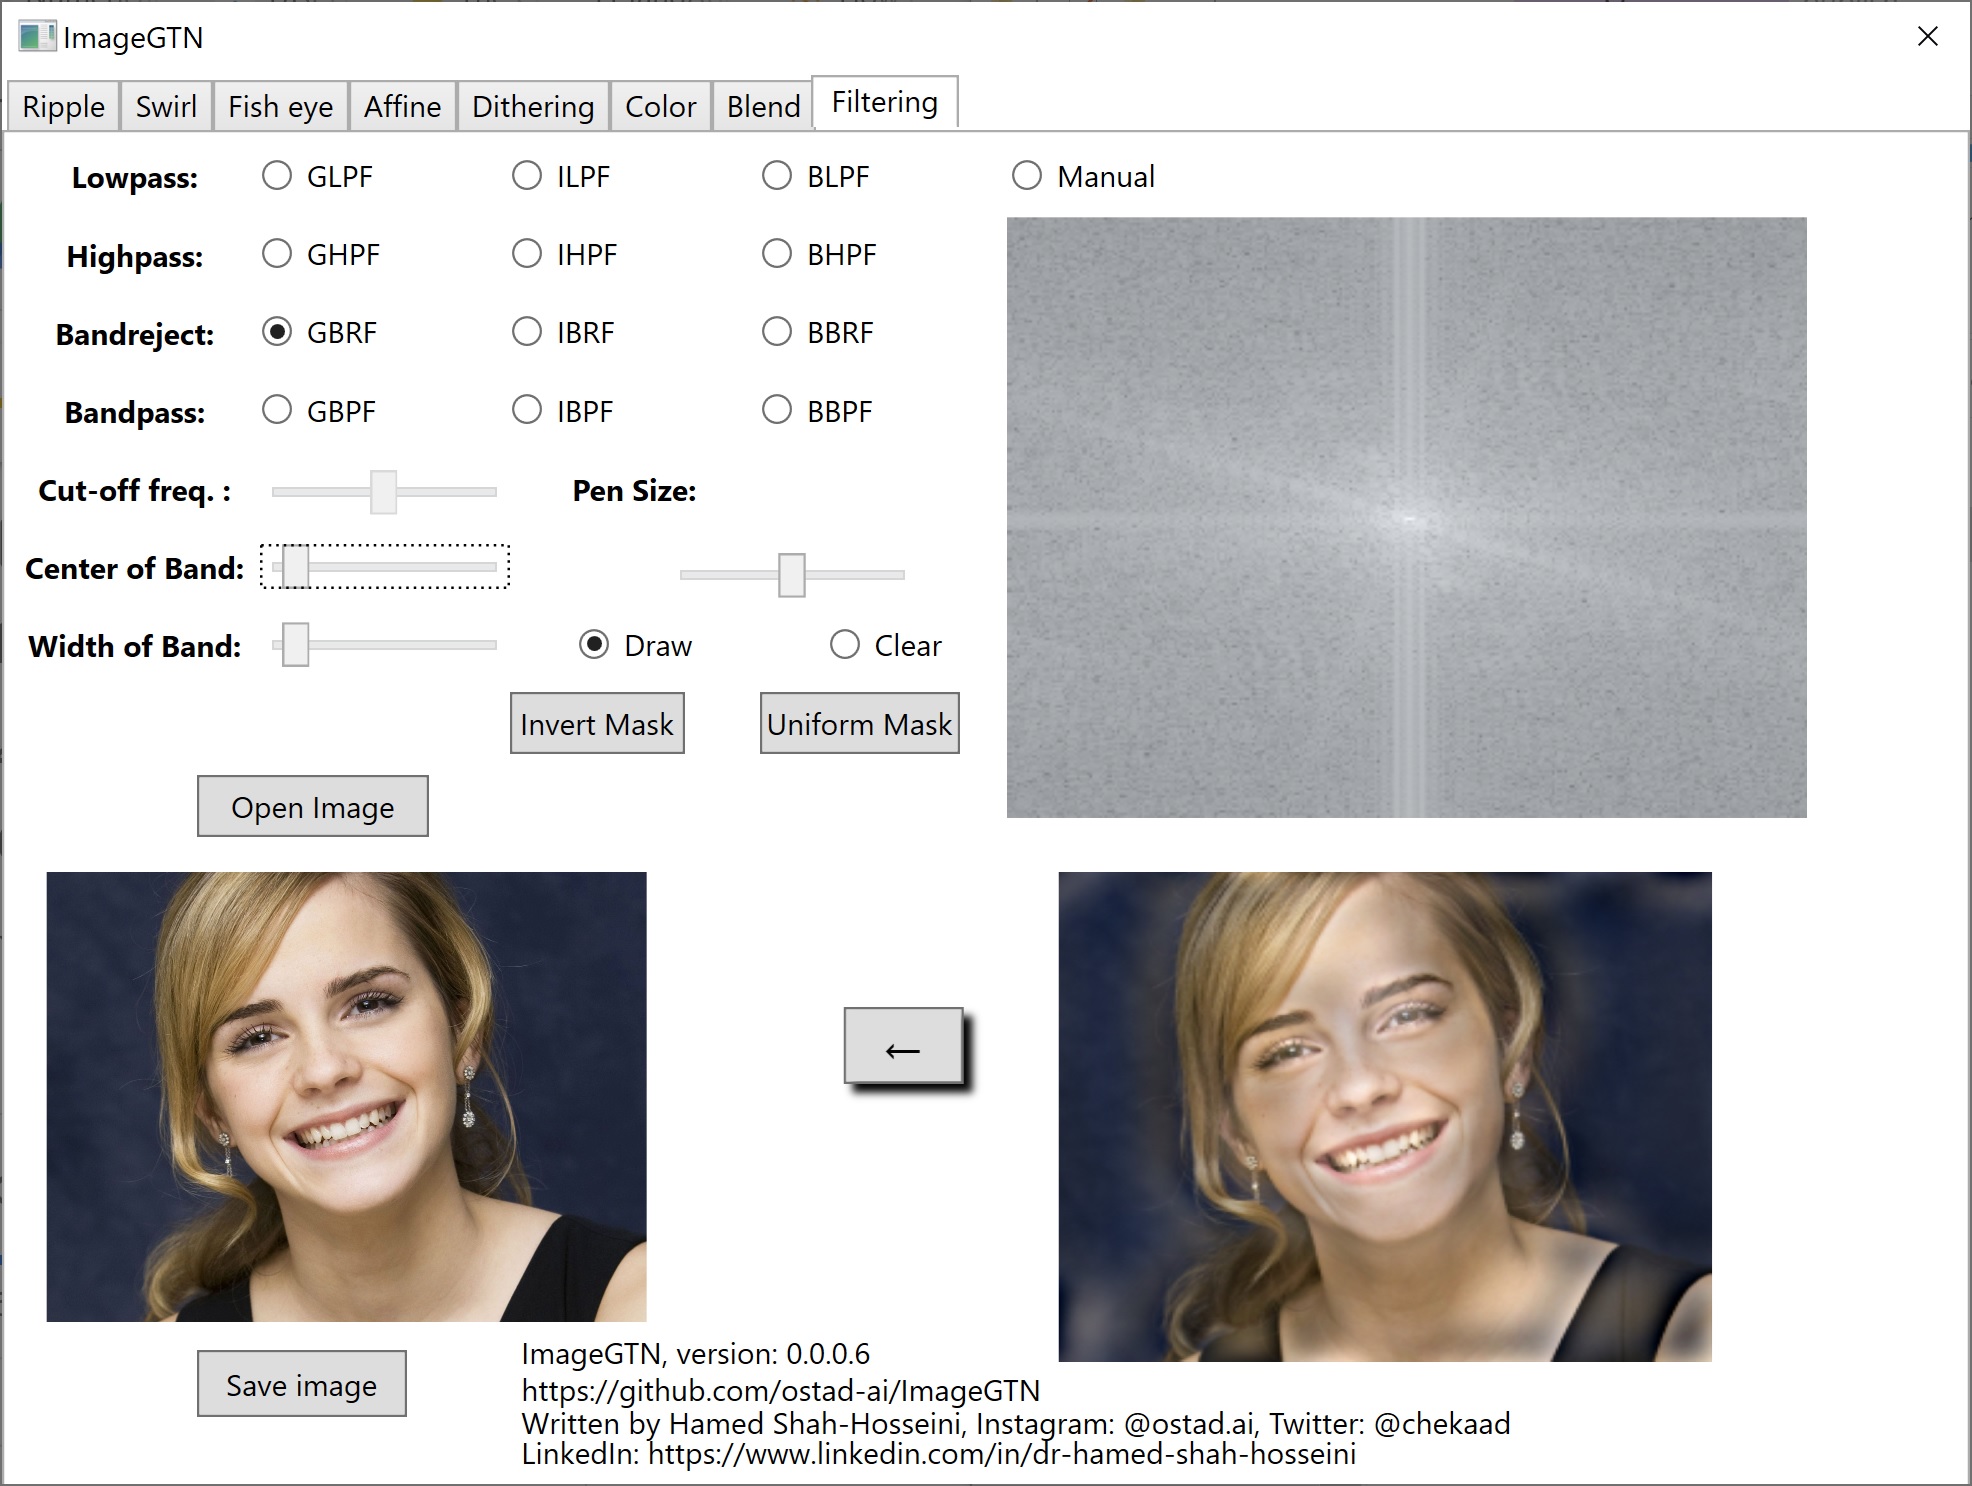 ImageGTN
Ripple Swirl Fish eye Affine Dithering Color Blend Filtering
Lowpass: GLPF ILPF BLPF Manual
Highpass: GHPF IHPF BHPF
Bandreject: GBRF IBRF BBRF
Bandpass: GBPF IBPF BBPF
Cut-off freq. : Pen Size:
Center of Band:
Width of Band: Draw Clear
Invert Mask Uniform Mask
Open Image
←
Save image
ImageGTN, version: 0.0.0.6
https://github.com/ostad-ai/ImageGTN
Written by Hamed Shah-Hosseini, Instagram: @ostad.ai, Twitter: @chekaad
LinkedIn: https://www.linkedin.com/in/dr-hamed-shah-hosseini